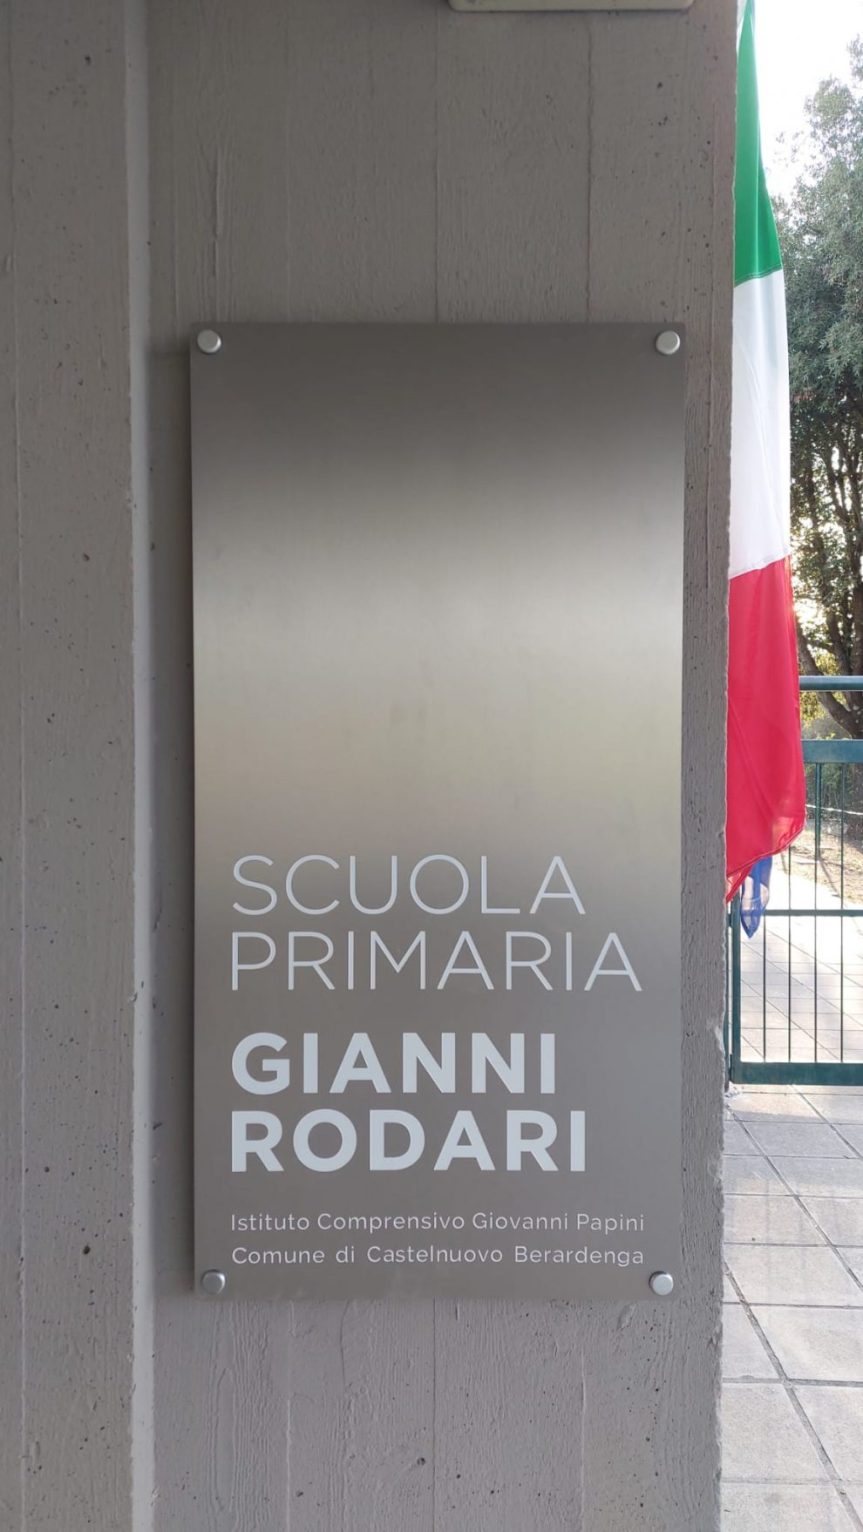 SCUOLA
PRIMARIA
GIANNI
RODARI
Istituto Comprensivo Giovanni Papini
Comune di Castelnuovo Berardenga